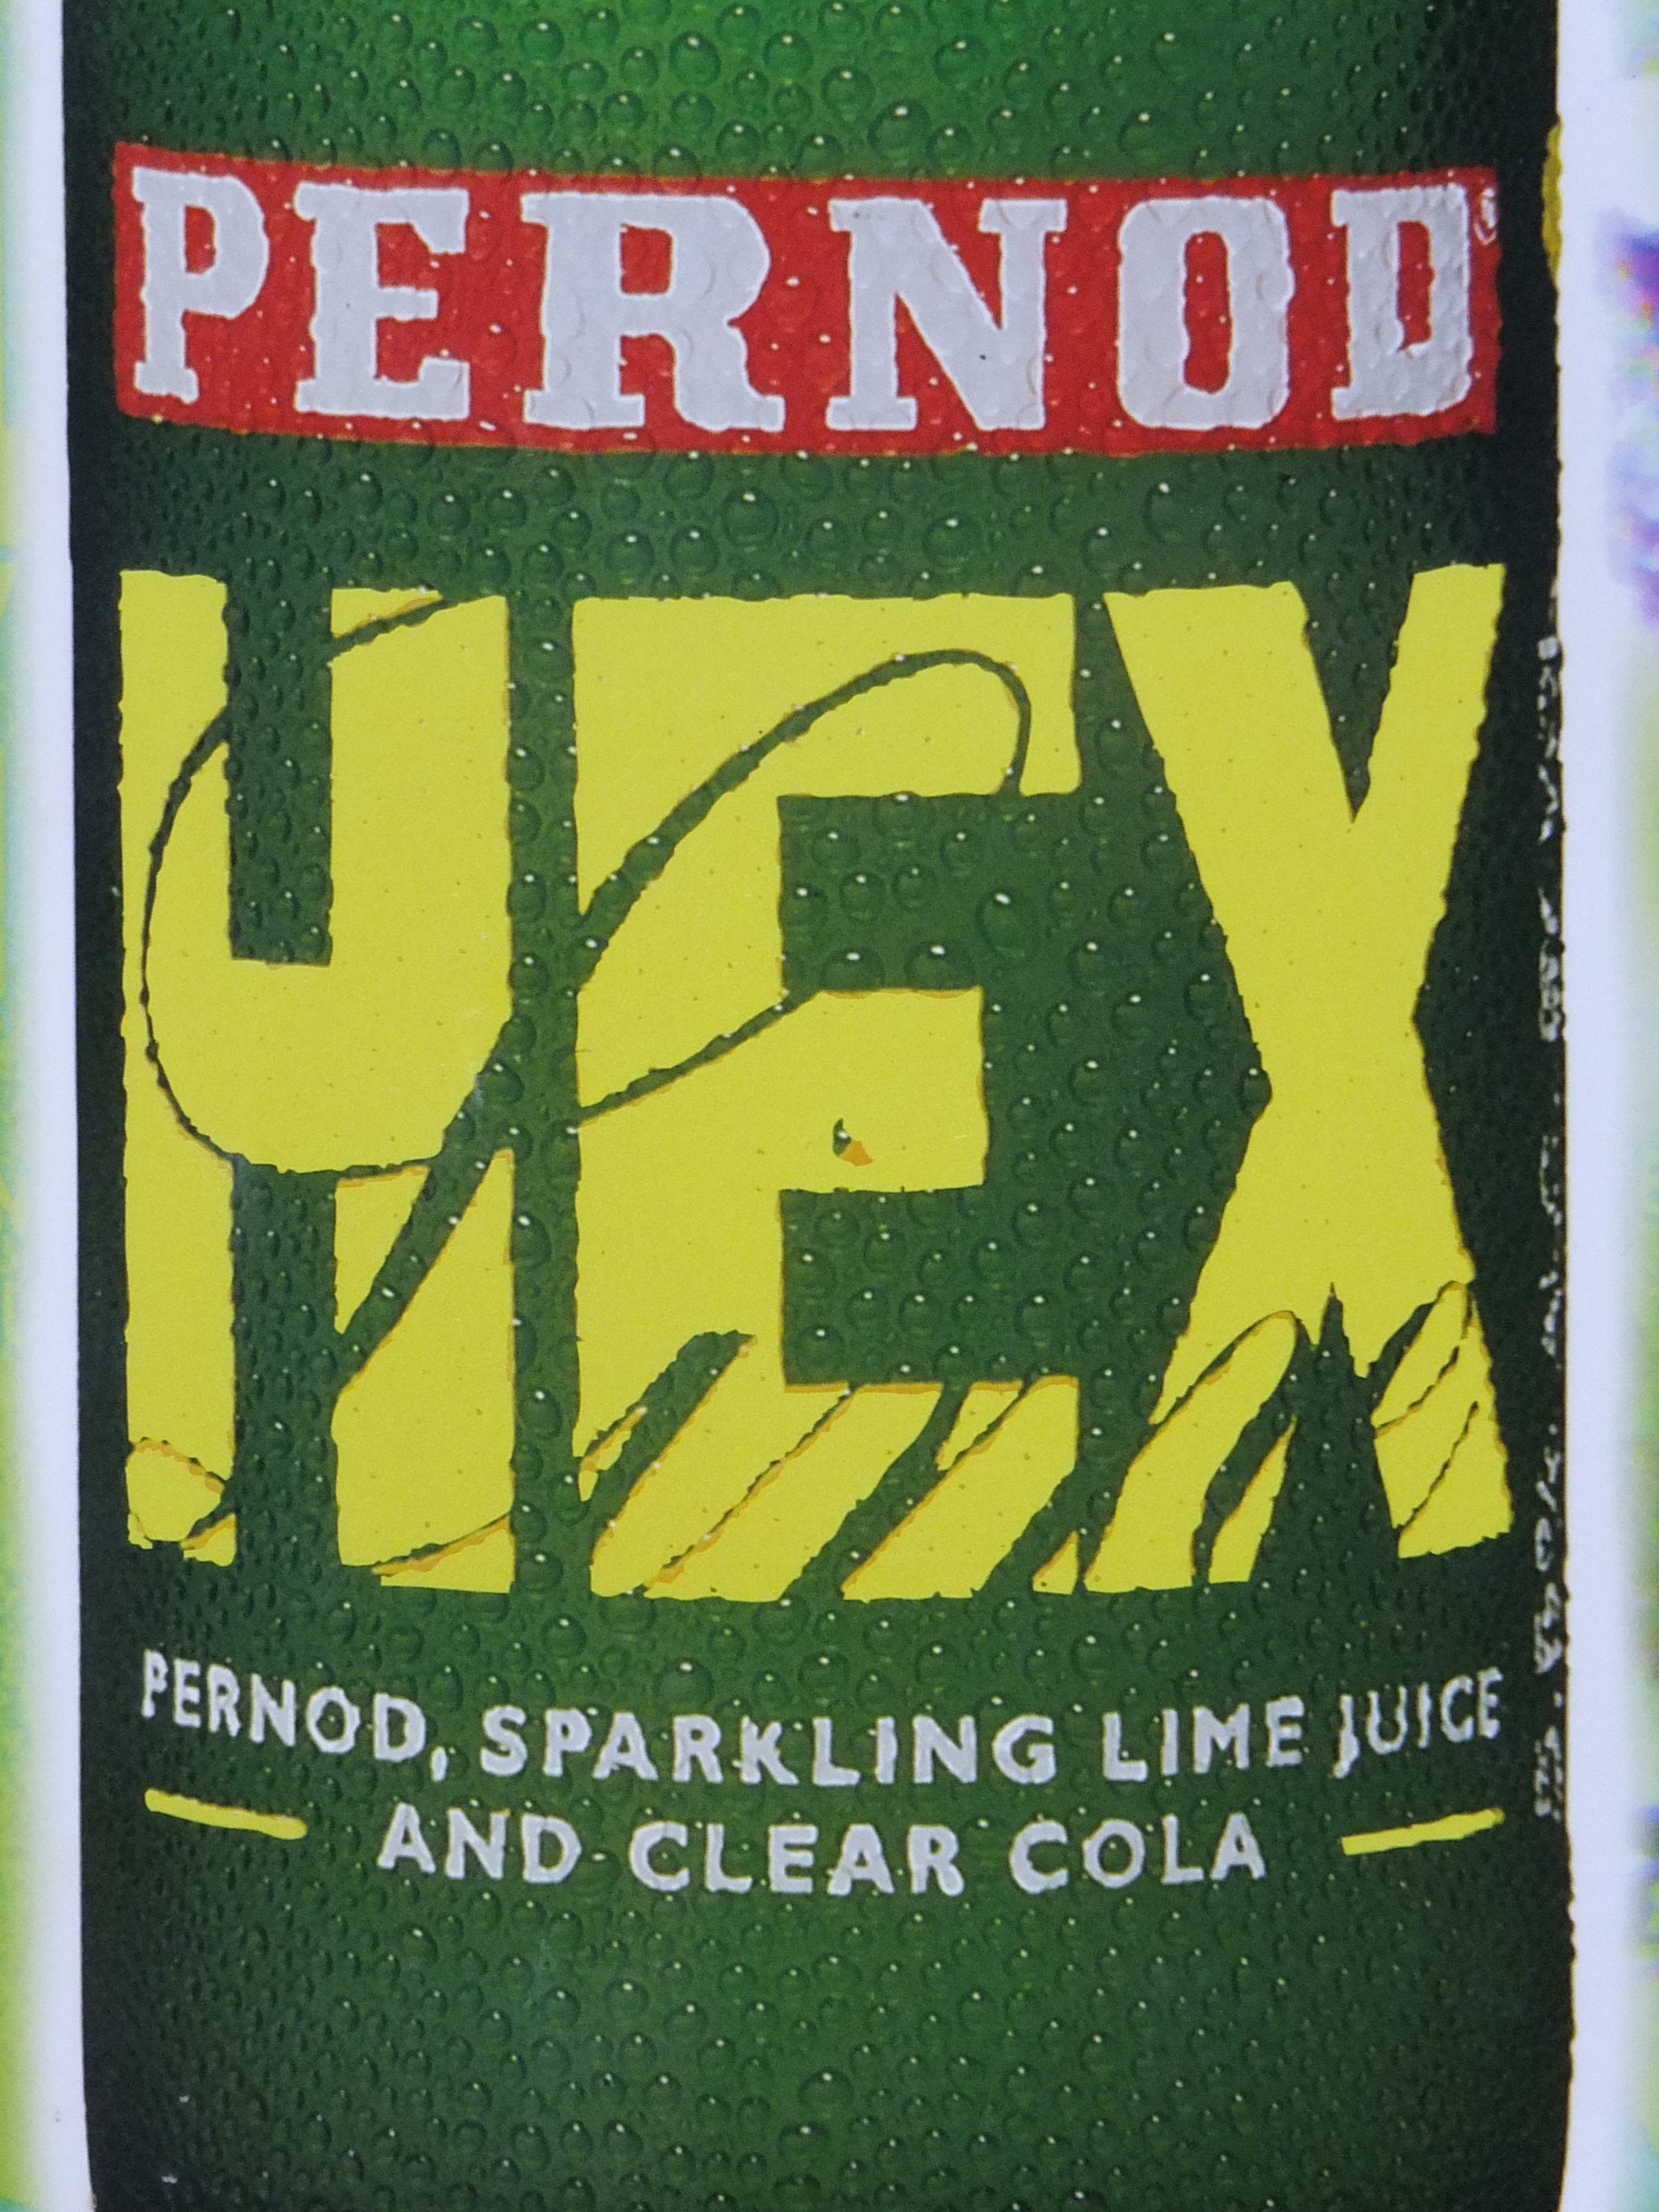 PERNOD®
HEX
PERNOD, SPARKLING LIME JUICE
AND CLEAR COLA